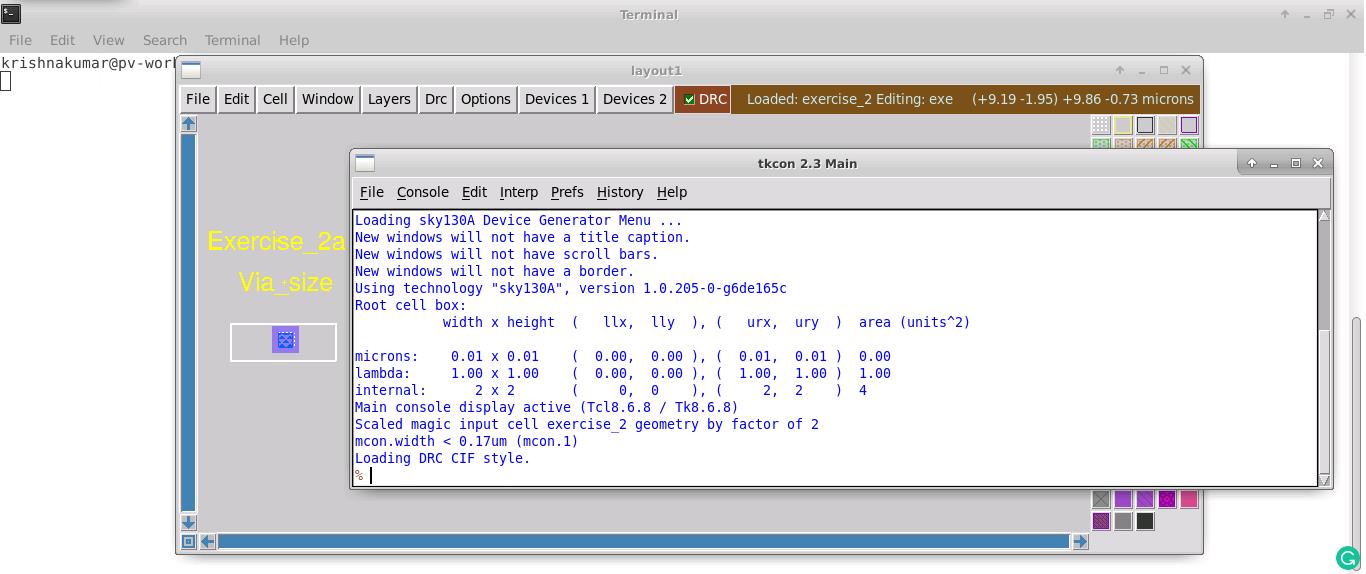 Terminal
File Edit View Search Terminal Help
krishnakumar@pv-work
layout1
File Edit Cell Window Layers Drc Options Devices 1 Devices 2 DRC Loaded: exercise_2 Editing: exe (+9.19 -1.95) +9.86 -0.73 microns
Exercise_2a
Via_size
tkcon 2.3 Main
File Console Edit Interp Prefs History Help
Loading sky130A Device Generator Menu ...
New windows will not have a title caption.
New windows will not have scroll bars.
New windows will not have a border.
Using technology "sky130A", version 1.0.205-0-g6de165c
Root cell box:
width x height ( llx, lly ), ( urx, ury ) area (units^2)
microns: 0.01 x 0.01 ( 0.00, 0.00 ), ( 0.01, 0.01 ) 0.00
lambda: 1.00 x 1.00 ( 0.00, 0.00 ), ( 1.00, 1.00 ) 1.00
internal: 2 x 2 ( 0, 0 ), ( 2, 2 ) 4
Main console display active (Tcl8.6.8 / Tk8.6.8)
Scaled magic input cell exercise_2 geometry by factor of 2
mcon.width < 0.17um (mcon.1)
Loading DRC CIF style.
%